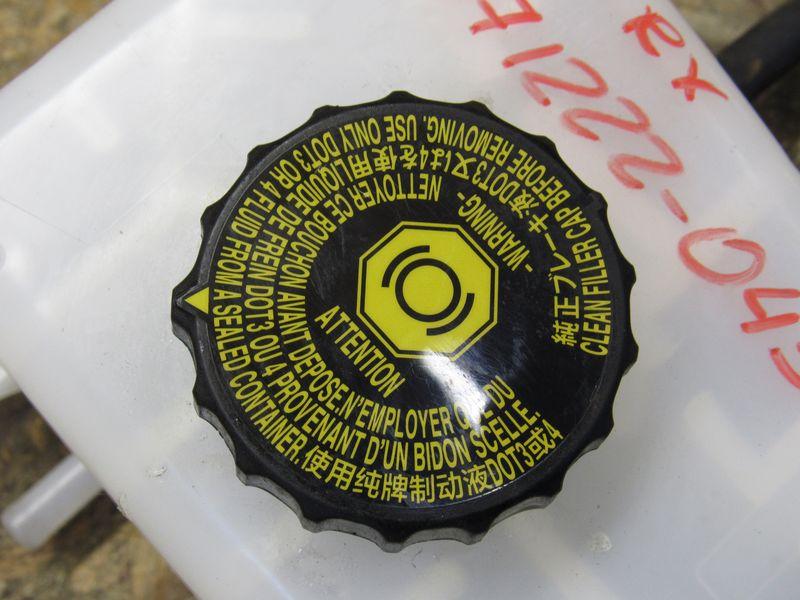 -WARNING-
CLEAN FILLER CAP BEFORE REMOVING. USE ONLY DOT3 OR 4 FLUID FROM A SEALED CONTAINER.
純正ブレーキ液DOT3又は4を使用
ATTENTION
NETTOYER CE BOUCHON AVANT DEPOSE.N'EMPLOYER QUE DU
LIQUIDE DE FREIN DOT3 OU 4 PROVENANT D'UN BIDON SCELLE.
使用纯牌制动液DOT3或4
RX
71222-04